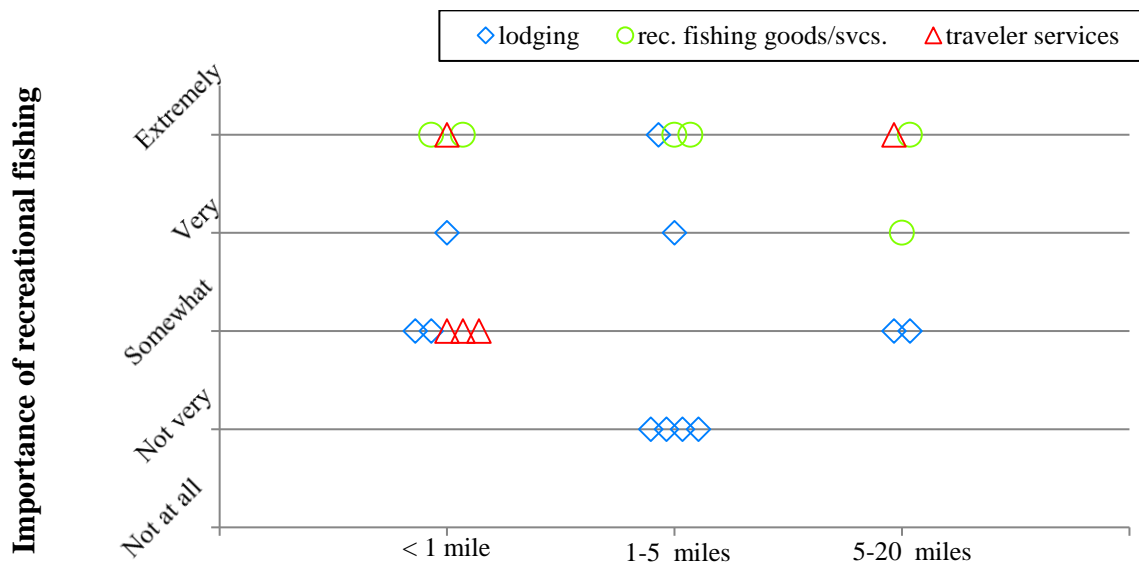 lodging rec. fishing goods/svcs. traveler services
Importance of recreational fishing
Extremely
Very
Somewhat
Not very
Not at all
< 1 mile 1-5 miles 5-20 miles